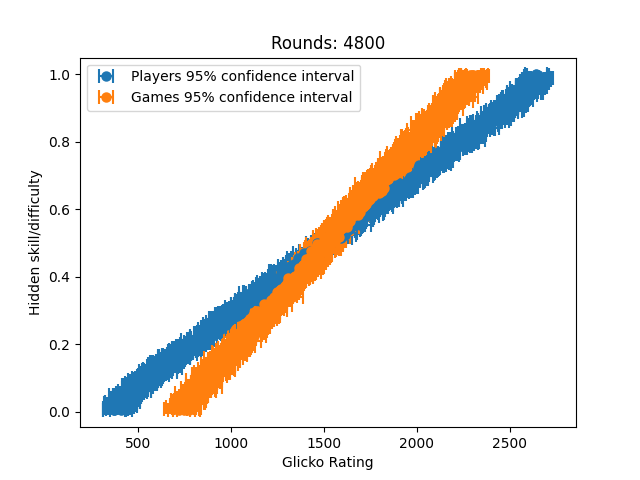 Rounds: 4800
Players 95% confidence interval
Games 95% confidence interval
Hidden skill/difficulty
1.0
0.8
0.6
0.4
0.2
0.0
500 1000 1500 2000 2500
Glicko Rating